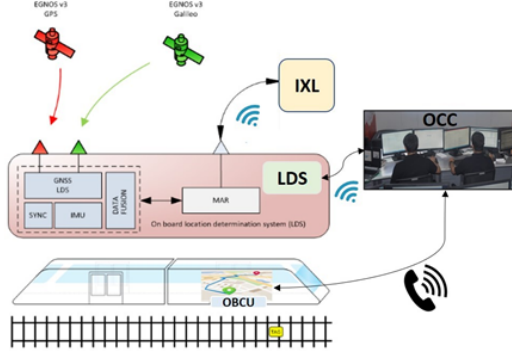 EGNOS v3
GPS
EGNOS v3
Galileo
IXL
OCC
GNSS
LDS
SYNC
IMU
DATA
FUSION
MAR
LDS
On board location determination system (LDS)
OBCU